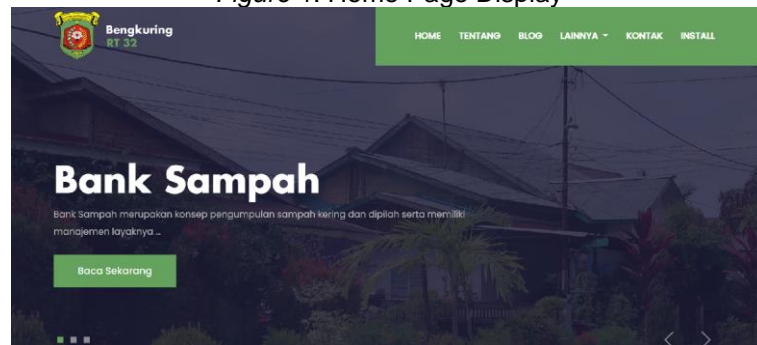 Figure 1. Home Page Display
Bengkuring
RT 32
HOME TENTANG BLOG LAINNYA KONTAK INSTALL
Bank Sampah
Bank Sampah merupakan konsep pengumpulan sampah kering dan dipilah serta memiliki
manajemen layaknya ...
Baca Sekarang